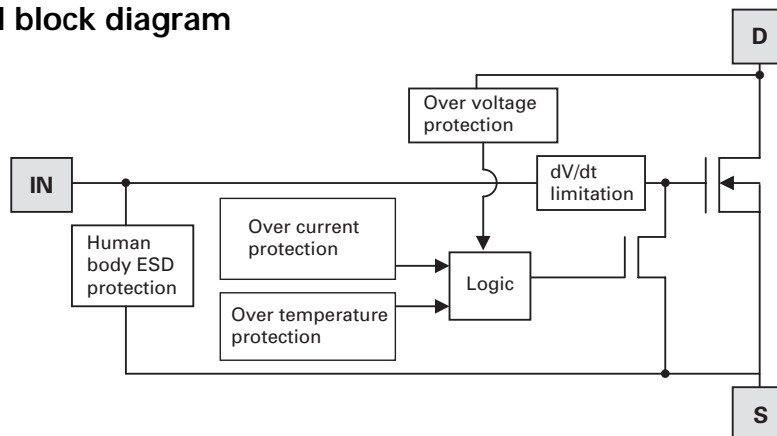 block diagram
D
Over voltage
protection
IN
dV/dt
limitation
Over current
protection
Human
body ESD
protection
Logic
Over temperature
protection
S